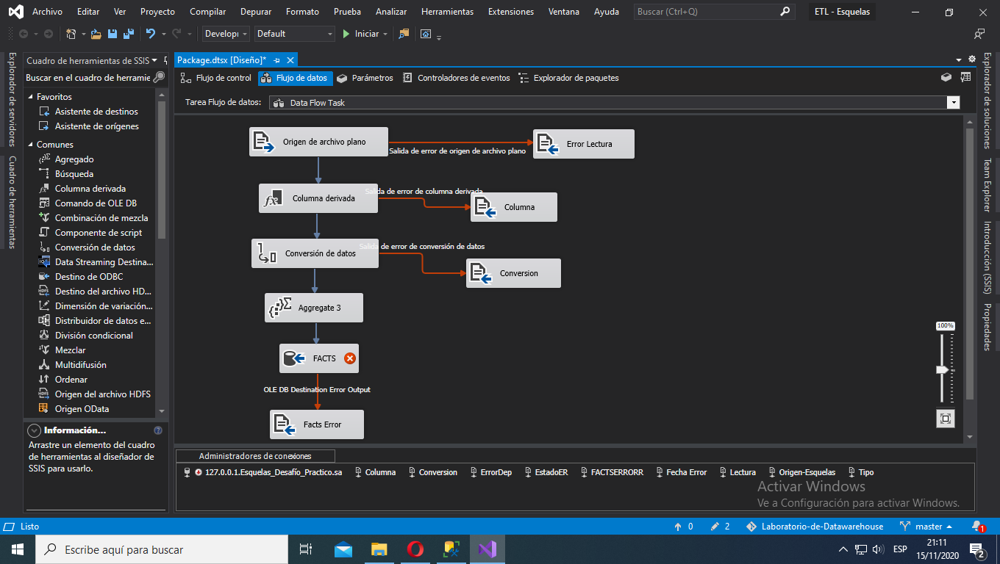 Archivo Editar Ver Proyecto Compilar Depurar Formato Prueba Analizar Herramientas Extensiones Ventana Ayuda Buscar (Ctrl+Q) ETL - Esquelas
Developi Default Iniciar
Explorador de servidores
Cuadro de herramientas
Cuadro de herramientas de SSIS
Buscar en el cuadro de herramie
Favoritos
Asistente de destinos
Asistente de orígenes
Comunes
Agregado
Búsqueda
Columna derivada
Comando de OLE DB
Combinación de mezcla
Componente de script
Conversión de datos
Data Streaming Destina...
Destino de ODBC
Destino del archivo HD...
Dimensión de variación...
Distribuidor de datos e...
División condicional
Mezclar
Multidifusión
Ordenar
Origen del archivo HDFS
Origen OData
Información...
Arrastre un elemento del cuadro
de herramientas al diseñador de
SSIS para usarlo.
Package.dtsx [Diseño]*
Flujo de control Flujo de datos Parámetros Controladores de eventos Explorador de paquetes
Tarea Flujo de datos: Data Flow Task
Origen de archivo plano
Salida de error de origen de archivo plano
Error Lectura
Columna derivada
Salida de error de columna derivada
Columna
Conversión de datos
Salida de error de conversión de datos
Conversion
Aggregate 3
FACTS
OLE DB Destination Error Output
Facts Error
100%
Administradores de conexiones
127.0.0.1.Esquelas_Desafío_Practico.sa Columna Conversion ErrorDep EstadoER FACTSERRORR Fecha Error Lectura Origen-Esquelas Tipo
Activar Windows
Ve a Configuración para activar Windows.
Explorador de soluciones
Team Explorer
Introducción (SSIS)
Propiedades
Listo 0 2 Laboratorio-de-Datawarehouse master 1
Escribe aquí para buscar
ESP
21:11
15/11/2020
2